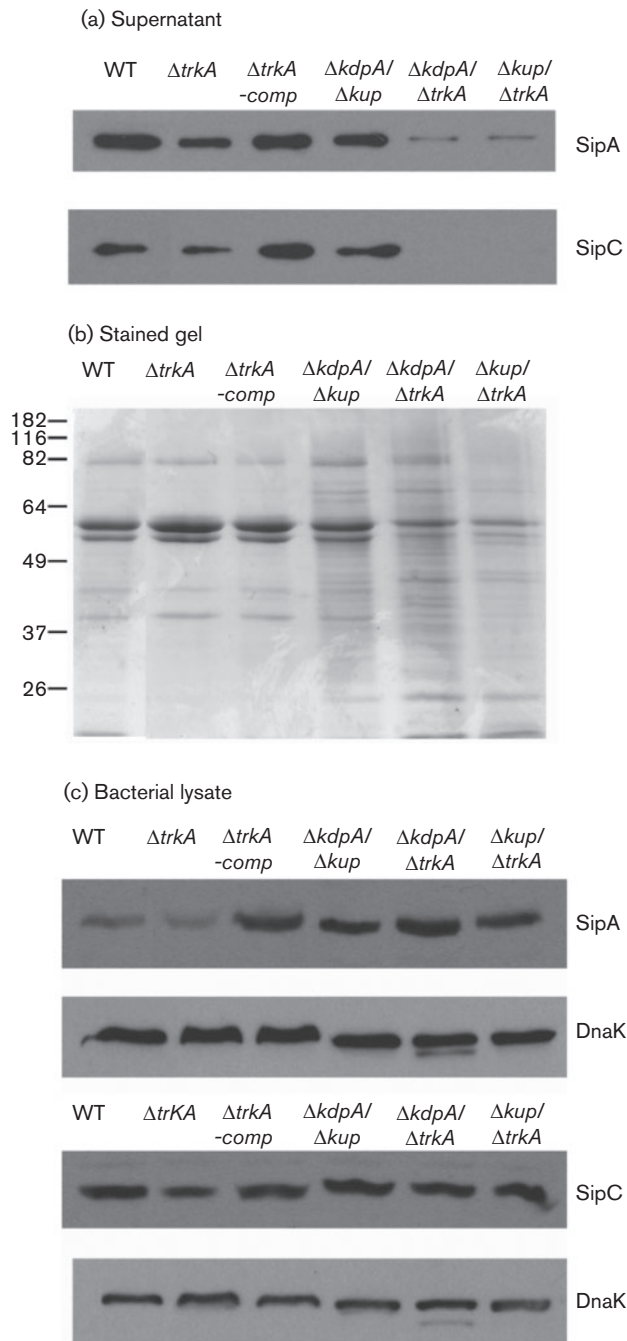 (a) Supernatant
WT ΔtrkA ΔtrkA -comp ΔkdpA/ Δkup ΔkdpA/ ΔtrkA Δkup/ ΔtrkA
SipA
SipC
(b) Stained gel
WT ΔtrkA ΔtrkA -comp ΔkdpA/ Δkup ΔkdpA/ ΔtrkA Δkup/ ΔtrkA
182
116
82
64
49
37
26
(c) Bacterial lysate
WT ΔtrkA ΔtrkA -comp ΔkdpA/ Δkup ΔkdpA/ ΔtrkA Δkup/ ΔtrkA
SipA
DnaK
WT ΔtrKA ΔtrkA -comp ΔkdpA/ Δkup ΔkdpA/ ΔtrkA Δkup/ ΔtrkA
SipC
DnaK